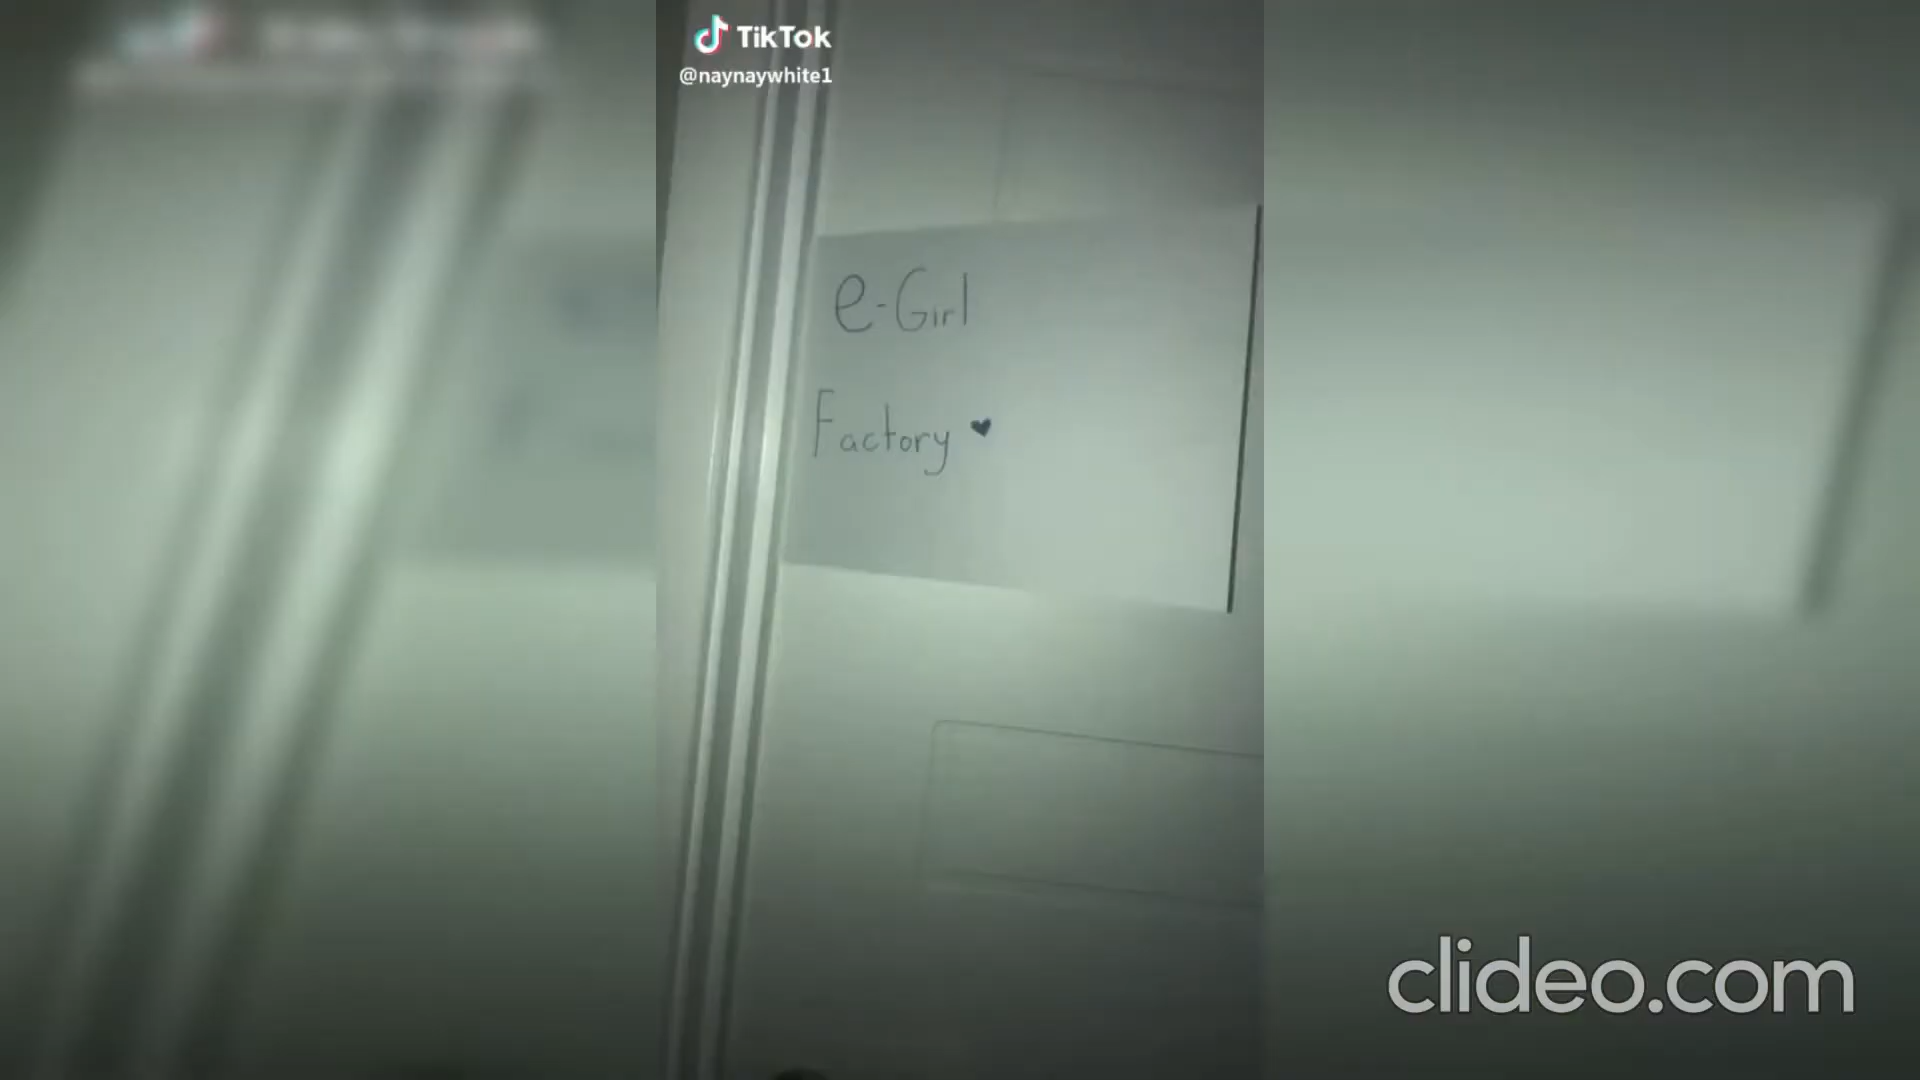 TikTok
@naynaywhite1
e-Girl
Factory ♥
clideo.com